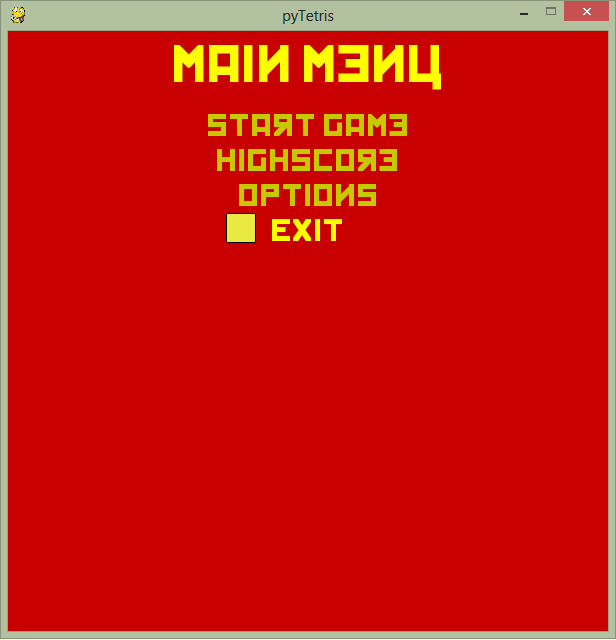 pyTetris
MAIN MENU
START GAME
HIGHSCORE
OPTIONS
EXIT